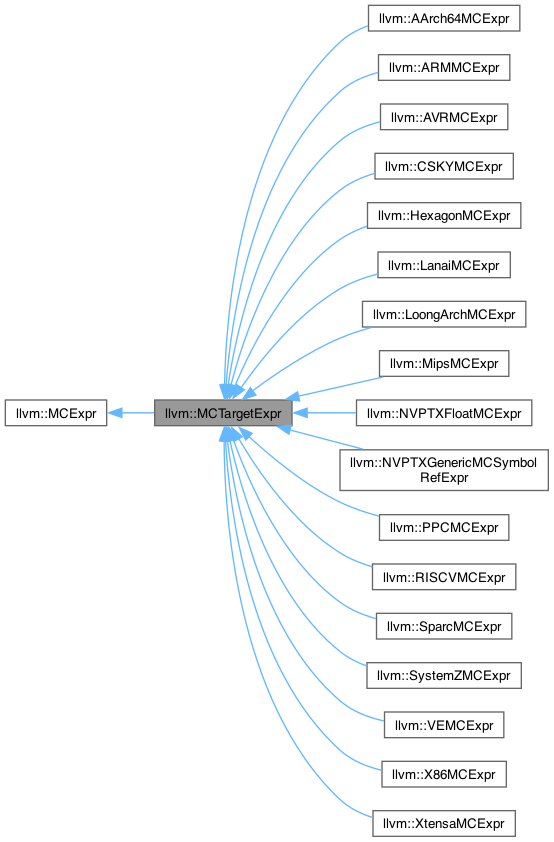 llvm::AArch64MCExpr
llvm::ARMMCExpr
llvm::AVRMCExpr
llvm::CSKYMCExpr
llvm::HexagonMCExpr
llvm::LanaiMCExpr
llvm::LoongArchMCExpr
llvm::MipsMCExpr
llvm::MCExpr
llvm::MCTargetExpr
llvm::NVPTXFloatMCExpr
llvm::NVPTXGenericMCSymbol
RefExpr
llvm::PPCMCExpr
llvm::RISCVMCExpr
llvm::SparcMCExpr
llvm::SystemZMCExpr
llvm::VEMCExpr
llvm::X86MCExpr
llvm::XtensaMCExpr